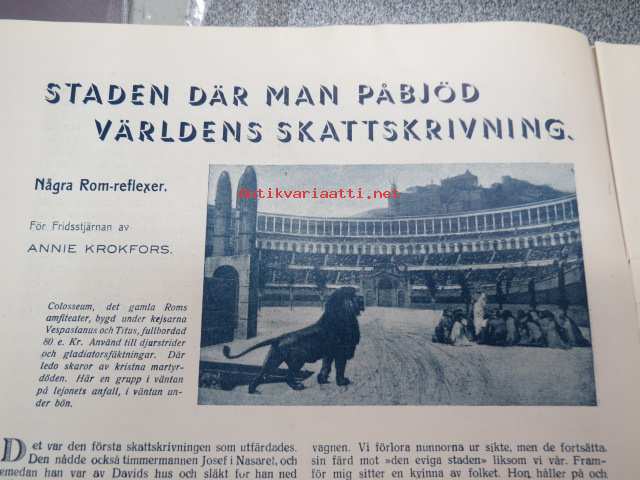 STADEN DÄR MAN PÅBJÖD
VÄRLDENS SKATTSKRIVNING.
Några Rom-reflexer.
För Fridsstjärnan av
ANNIE KROKFORS.
antikvariaatti.net
Colosseum, det gamla Roms
amfiteater, bygd under kejsarna
Vespasianus och Titus, fullbordad
80 e. Kr. Använd till djurstrider
och gladiatorsfäktningar. Där
ledo skaror av kristna martyr-
döden. Här en grupp i väntan
på lejonets anfall, i väntan un-
der bön.
Det var den första skattskrivningen som utfärdades.
Den nådde också timmermannen Josef i Nasaret, och
emedan han var av Davids hus och släkt for han ned
vagnen. Vi förlora nunnorna ur sikte, men de fortsätta
sin färd mot »den eviga staden» liksom vi vår. Fram-
för mig sitter en kvinna av folket. Hon håller på och